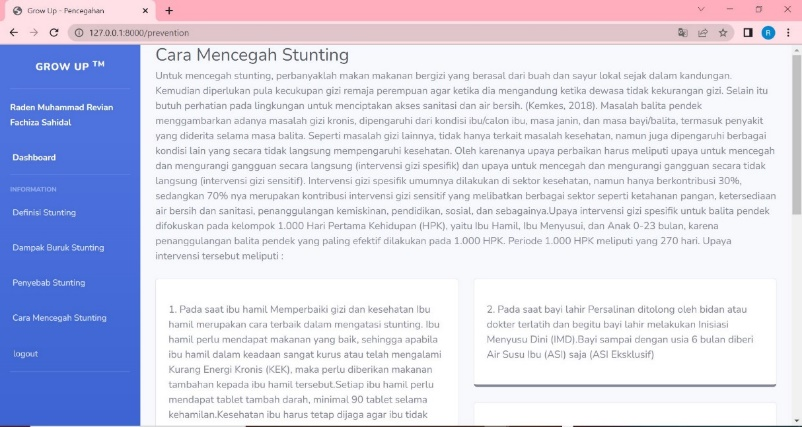 Grow Up - Pencegahan
127.0.0.1:8000/prevention
R
GROW UP TM
Raden Muhammad Revian
Fachiza Sahidal
Dashboard
INFORMATION
Definisi Stunting
Dampak Buruk Stunting
Penyebab Stunting
Cara Mencegah Stunting
logout
Cara Mencegah Stunting
Untuk mencegah stunting, perbanyaklah makan makanan bergizi yang berasal dari buah dan sayur lokal sejak dalam kandungan.
Kemudian diperlukan pula kecukupan gizi remaja perempuan agar ketika dia mengandung ketika dewasa tidak kekurangan gizi. Selain itu
butuh perhatian pada lingkungan untuk menciptakan akses sanitasi dan air bersih. (Kemkes, 2018). Masalah balita pendek
menggambarkan adanya masalah gizi kronis, dipengaruhi dari kondisi ibu/calon ibu, masa janin, dan masa bayi/balita, termasuk penyakit
yang diderita selama masa balita. Seperti masalah gizi lainnya, tidak hanya terkait masalah kesehatan, namun juga dipengaruhi berbagai
kondisi lain yang secara tidak langsung mempengaruhi kesehatan. Oleh karenanya upaya perbaikan harus meliputi upaya untuk mencegah
dan mengurangi gangguan secara langsung (intervensi gizi spesifik) dan upaya untuk mencegah dan mengurangi gangguan secara tidak
langsung (intervensi gizi sensitif). Intervensi gizi spesifik umumnya dilakukan di sektor kesehatan, namun hanya berkontribusi 30%,
sedangkan 70% nya merupakan kontribusi intervensi gizi sensitif yang melibatkan berbagai sektor seperti ketahanan pangan, ketersediaan
air bersih dan sanitasi, penanggulangan kemiskinan, pendidikan, sosial, dan sebagainya.Upaya intervensi gizi spesifik untuk balita pendek
difokuskan pada kelompok 1.000 Hari Pertama Kehidupan (HPK), yaitu Ibu Hamil, Ibu Menyusui, dan Anak 0-23 bulan, karena
penanggulangan balita pendek yang paling efektif dilakukan pada 1.000 HPK. Periode 1.000 HPK meliputi yang 270 hari. Upaya
intervensi tersebut meliputi :
1. Pada saat ibu hamil Memperbaiki gizi dan kesehatan Ibu
hamil merupakan cara terbaik dalam mengatasi stunting. Ibu
hamil perlu mendapat makanan yang baik, sehingga apabila
ibu hamil dalam keadaan sangat kurus atau telah mengalami
Kurang Energi Kronis (KEK), maka perlu diberikan makanan
tambahan kepada ibu hamil tersebut.Setiap ibu hamil perlu
mendapat tablet tambah darah, minimal 90 tablet selama
kehamilan.Kesehatan ibu harus tetap dijaga agar ibu tidak
2. Pada saat bayi lahir Persalinan ditolong oleh bidan atau
dokter terlatih dan begitu bayi lahir melakukan Inisiasi
Menyusu Dini (IMD).Bayi sampai dengan usia 6 bulan diberi
Air Susu Ibu (ASI) saja (ASI Eksklusif)